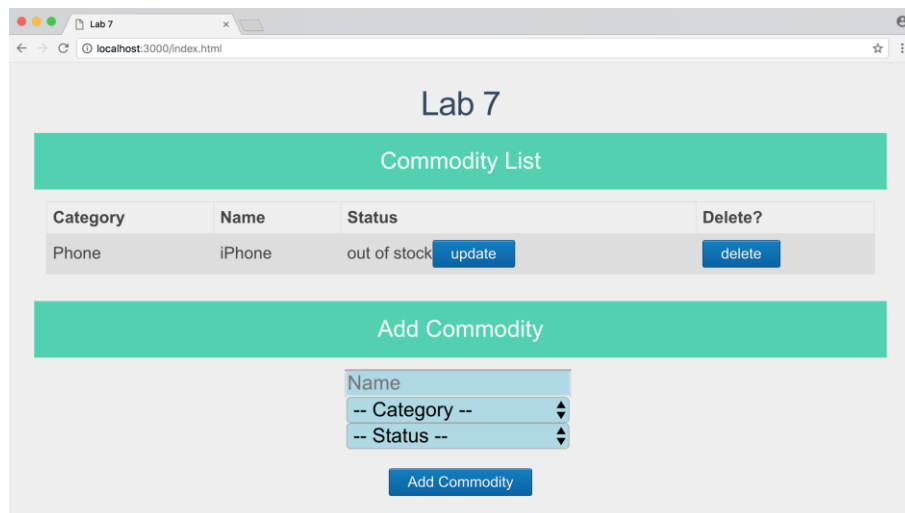 Lab 7
localhost:3000/index.html
Lab 7
Commodity List
Category Name Status Delete?
Phone iPhone out of stock update delete
Add Commodity
Name
-- Category --
-- Status --
Add Commodity